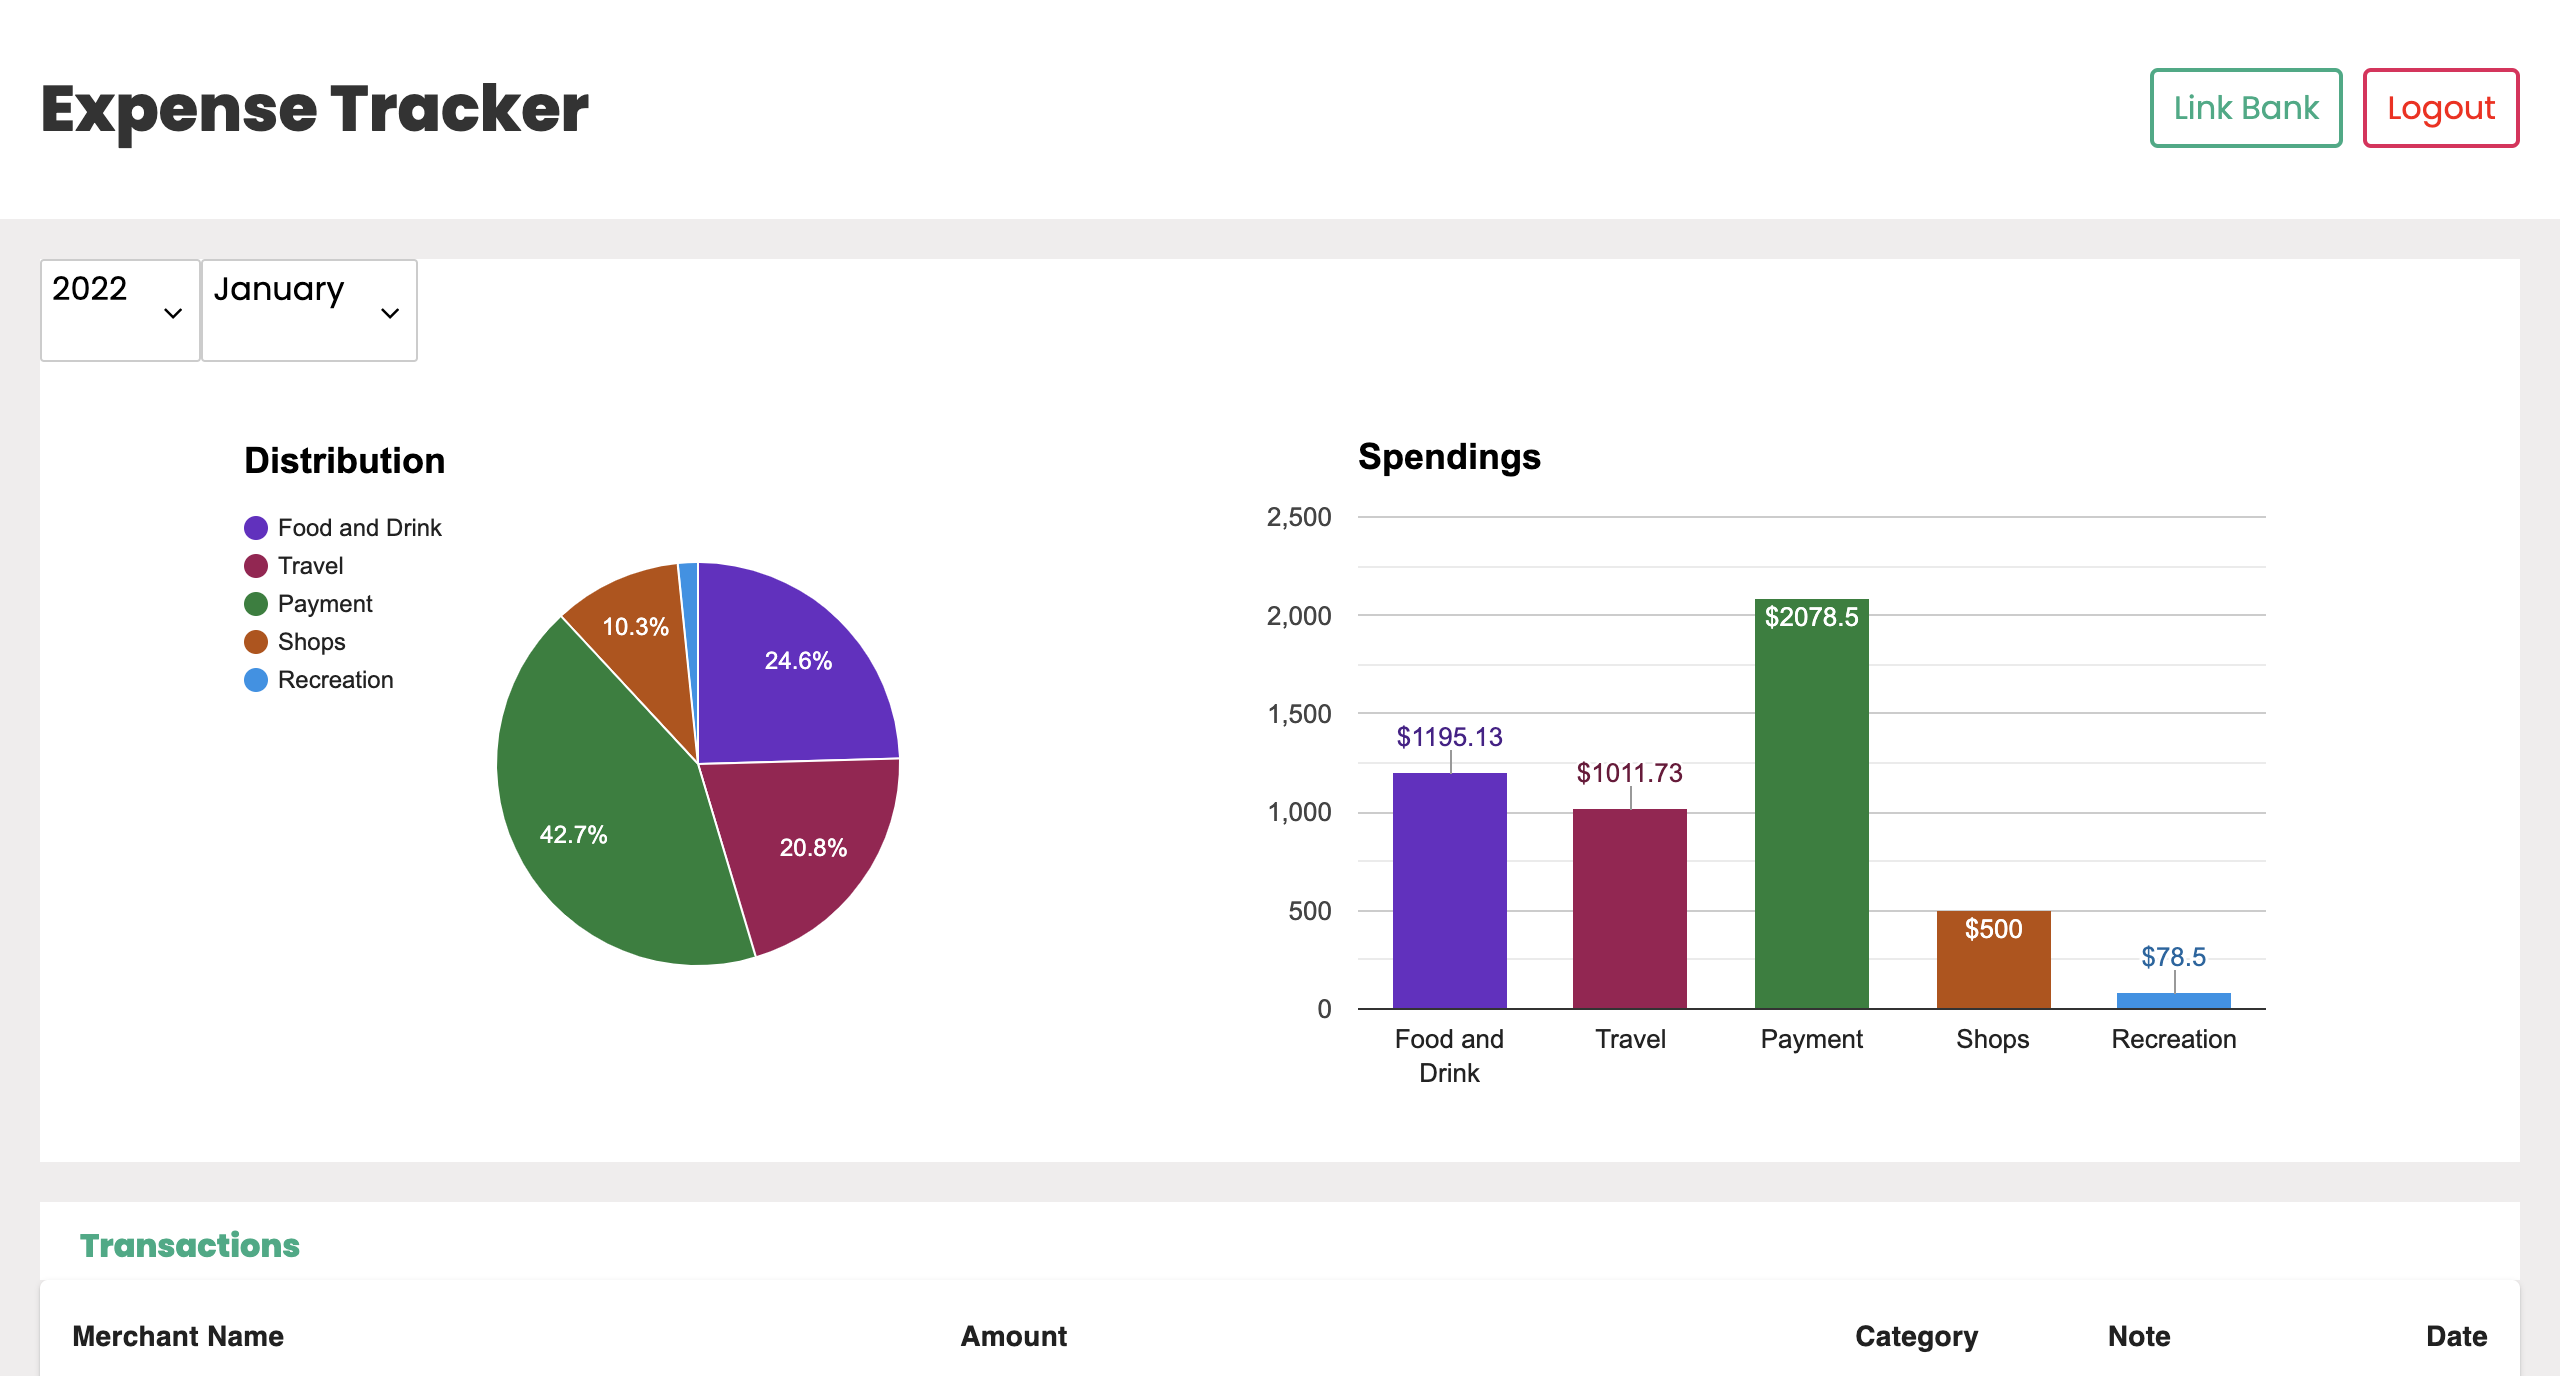 Expense Tracker
Link Bank
Logout
2022
January
Distribution
Food and Drink
Travel
Payment
Shops
Recreation
10.3%
24.6%
42.7%
20.8%
Spendings
2,500
2,000
1,500
1,000
500
0
$1195.13
$1011.73
$2078.5
$500
$78.5
Food and
Drink
Travel
Payment
Shops
Recreation
Transactions
Merchant Name
Amount
Category
Note
Date